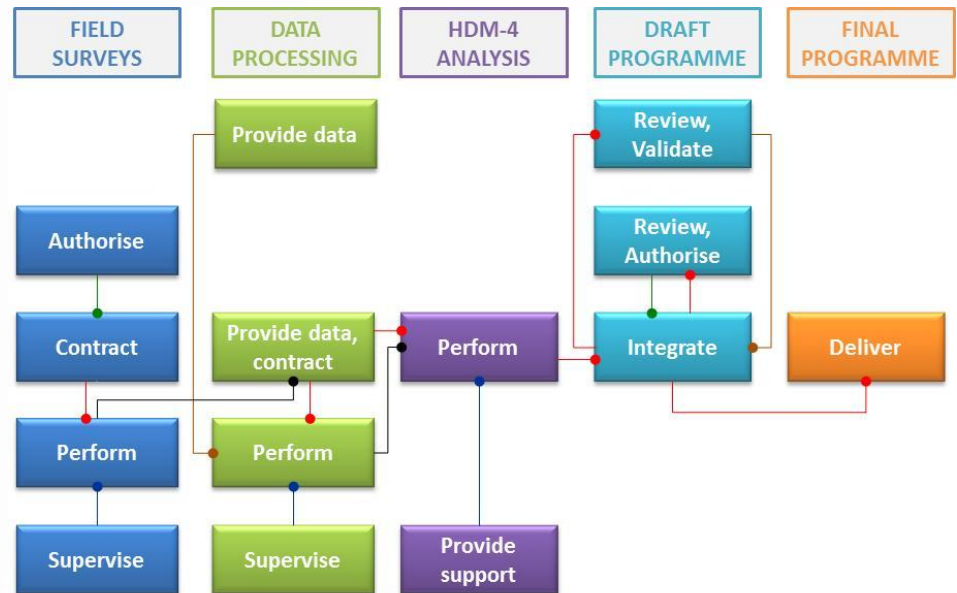 FIELD
SURVEYS
DATA
PROCESSING
HDM-4
ANALYSIS
DRAFT
PROGRAMME
FINAL
PROGRAMME
Provide data
Review,
Validate
Authorise
Review,
Authorise
Contract
Provide data,
contract
Perform
Integrate
Deliver
Perform
Perform
Supervise
Supervise
Provide
support